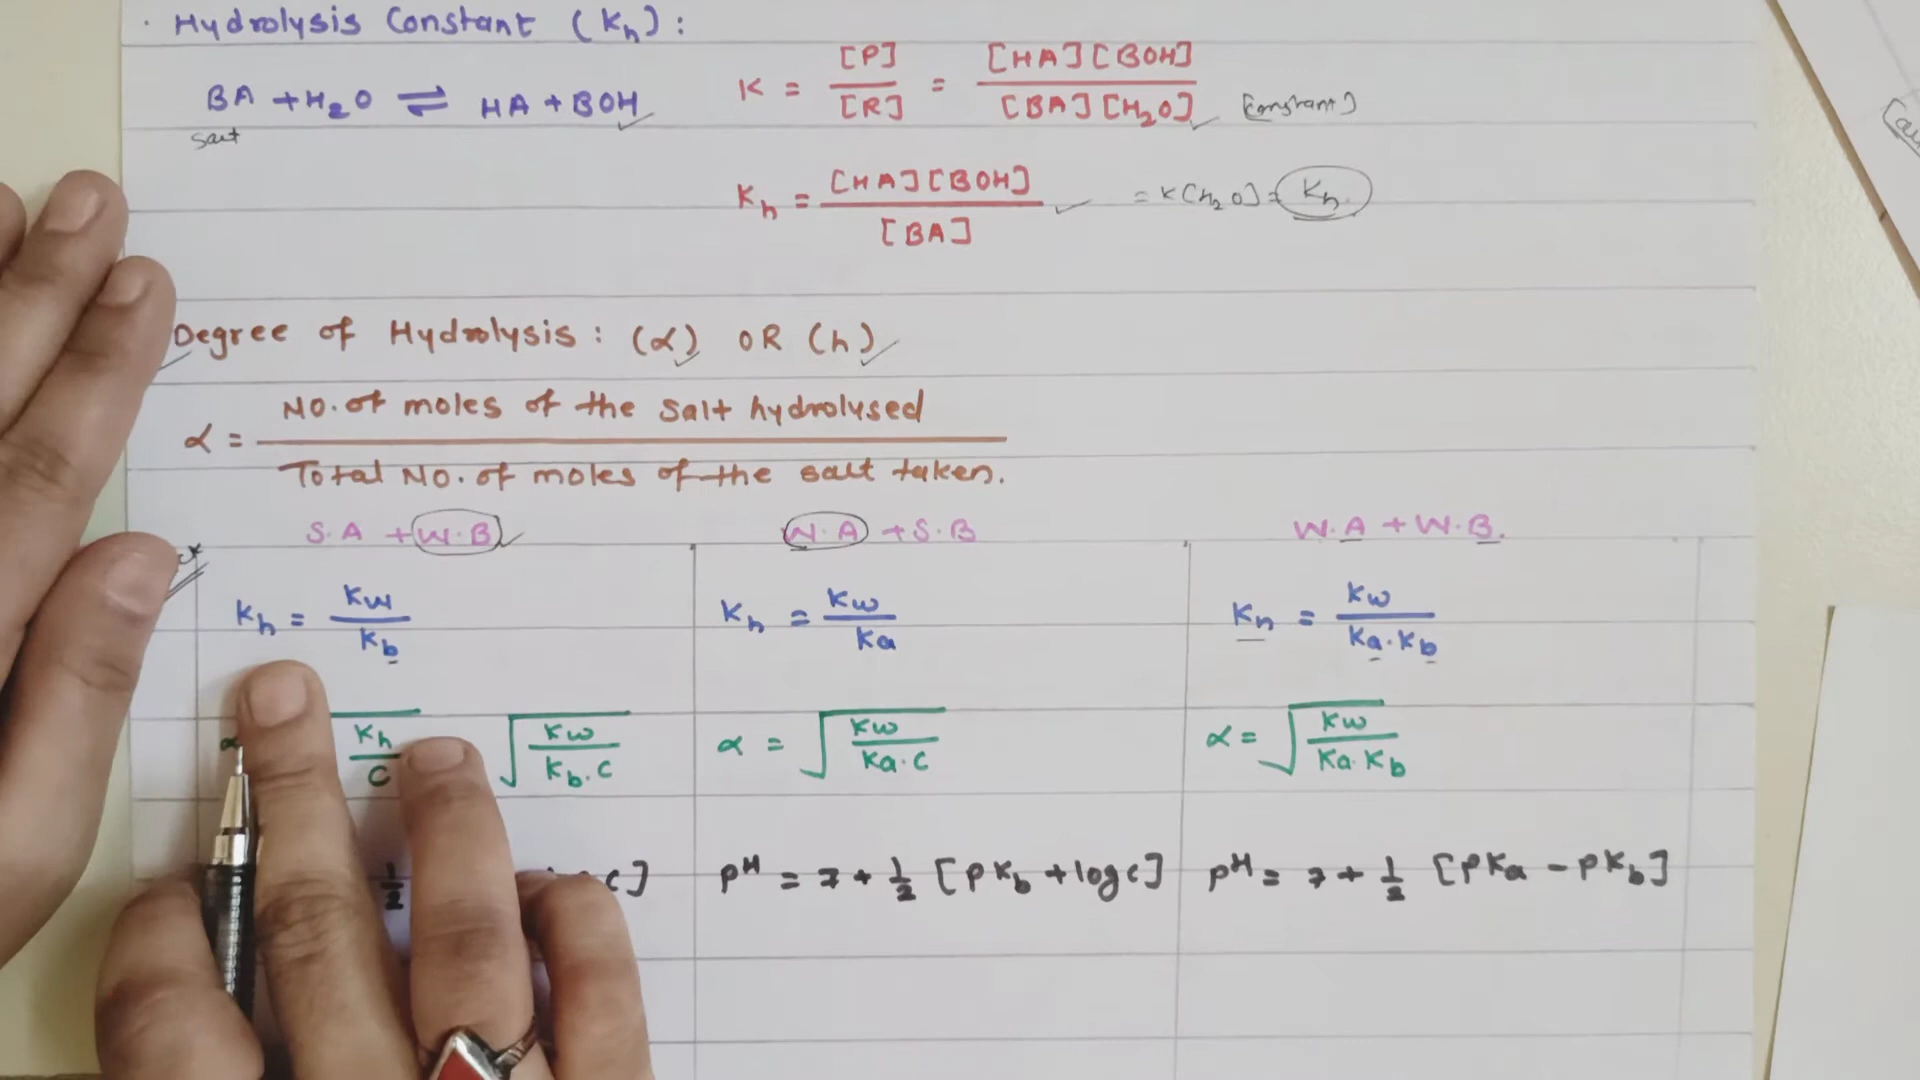 · Hydrolysis Constant (Kh):
BA + H2O ⇌ HA + BOH
Salt
K = [P] / [R] = [HA][BOH] / [BA][H2O] [Constant]
Kh = [HA][BOH] / [BA] = K[H2O] = Kh
Degree of Hydrolysis: (α) OR (h)
α = No. of moles of the salt hydrolysed / Total No. of moles of the salt taken.
S.A + W.B
Kh = Kw / Kb
Kh / C √(Kw / Kb.C)
1/2 c]
W.A + S.B
Kh = Kw / Ka
α = √(Kw / Ka.C)
pH = 7 + 1/2 [pKb + log c]
W.A + W.B.
Kh = Kw / Ka.Kb
α = √(Kw / Ka.Kb)
pH = 7 + 1/2 [pKa - pKb]